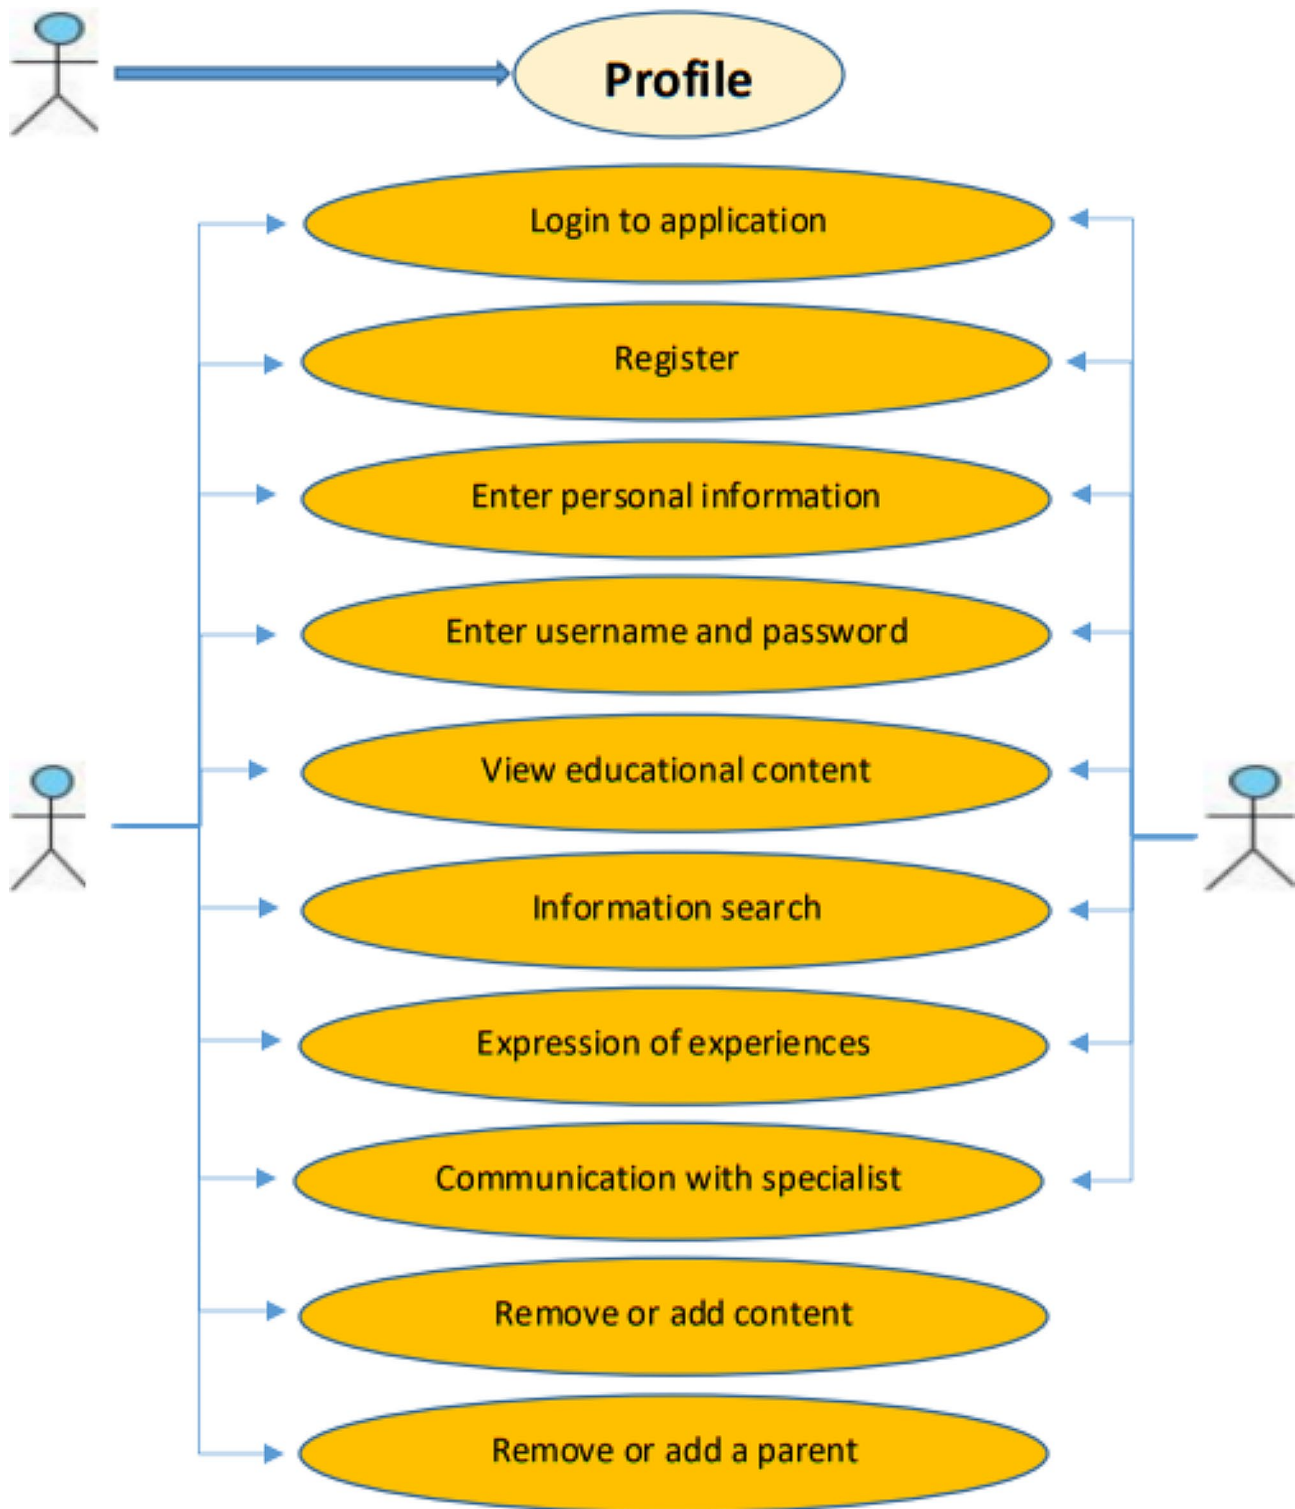 Profile
Login to application
Register
Enter personal information
Enter username and password
View educational content
Information search
Expression of experiences
Communication with specialist
Remove or add content
Remove or add a parent